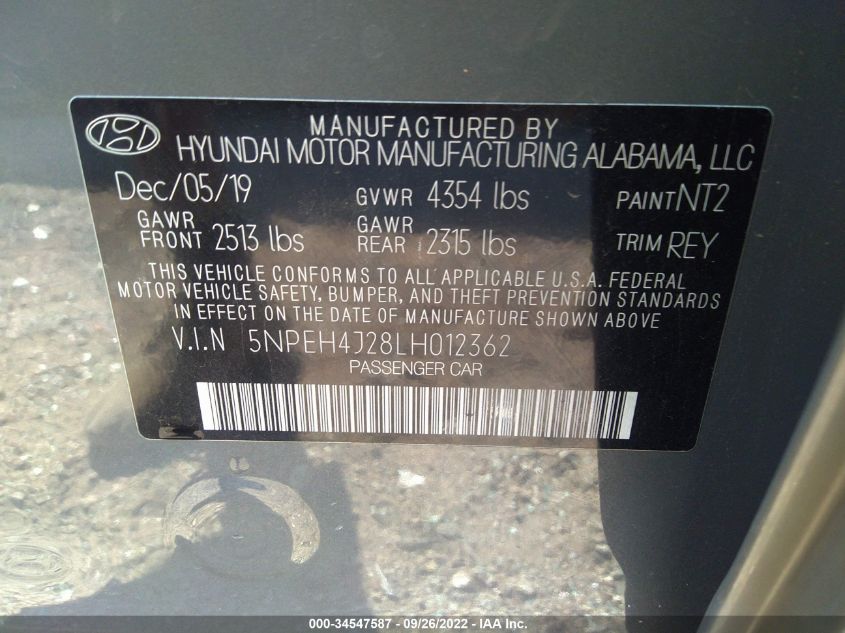 MANUFACTURED BY
HYUNDAI MOTOR MANUFACTURING ALABAMA, LLC
Dec/05/19 GVWR 4354 lbs PAINT NT2
GAWR FRONT 2513 lbs GAWR REAR 2315 lbs TRIM REY
THIS VEHICLE CONFORMS TO ALL APPLICABLE U.S.A. FEDERAL
MOTOR VEHICLE SAFETY, BUMPER, AND THEFT PREVENTION STANDARDS
IN EFFECT ON THE DATE OF MANUFACTURE SHOWN ABOVE
V.I.N 5NPEH4J28LH012362
PASSENGER CAR
000-34547587 - 09/26/2022 - IAA Inc.